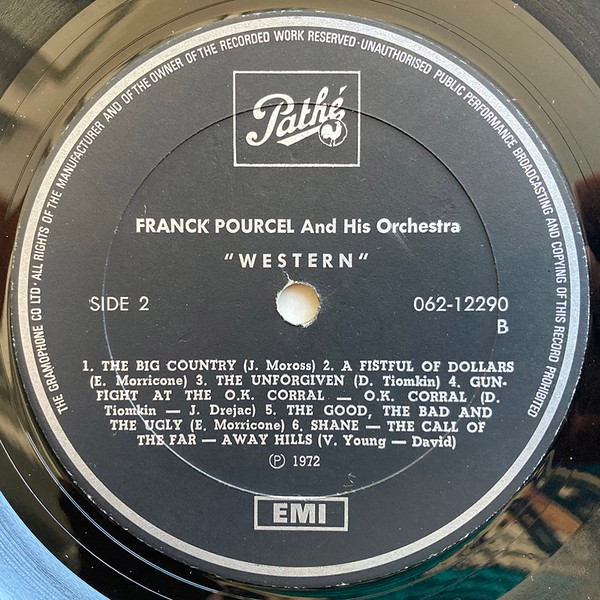 THE GRAMOPHONE CO LTD · ALL RIGHTS OF THE MANUFACTURER AND OF THE OWNER OF THE RECORDED WORK RESERVED · UNAUTHORISED PUBLIC PERFORMANCE BROADCASTING AND COPYING OF THIS RECORD PROHIBITED
Pathé
FRANCK POURCEL And His Orchestra
"WESTERN"
SIDE 2
062-12290
B
1. THE BIG COUNTRY (J. Moross) 2. A FISTFUL OF DOLLARS
(E. Morricone) 3. THE UNFORGIVEN (D. Tiomkin) 4. GUN-
FIGHT AT THE O.K. CORRAL — O.K. CORRAL (D.
Tiomkin — J. Drejac) 5. THE GOOD, THE BAD AND
THE UGLY (E. Morricone) 6. SHANE — THE CALL OF
THE FAR — AWAY HILLS (V. Young — David)
Ⓟ 1972
EMI